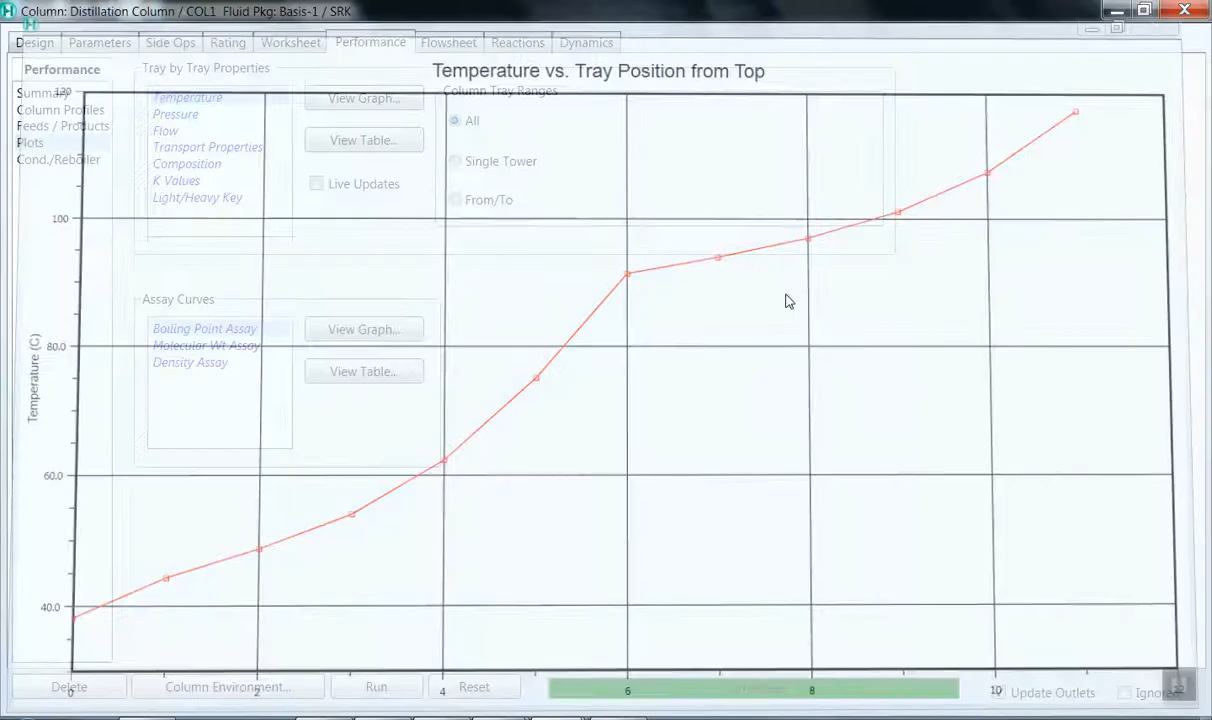 Column: Distillation Column / COL1 Fluid Pkg: Basis-1 / SRK
Design Parameters Side Ops Rating Worksheet Performance Flowsheet Reactions Dynamics
Performance
Summary
Column Profiles
Feeds / Products
Plots
Cond./Reboiler
Tray by Tray Properties
Temperature
Pressure
Flow
Transport Properties
Composition
K Values
Light/Heavy Key
View Graph...
View Table...
Live Updates
Column Tray Ranges
All
Single Tower
From/To
Assay Curves
Boiling Point Assay
Molecular Wt Assay
Density Assay
View Graph...
View Table...
Temperature vs. Tray Position from Top
Temperature (C)
120
100
80.0
60.0
40.0
0 2 4 6 8 10 12
Delete Column Environment... Run Reset Update Outlets Ignored